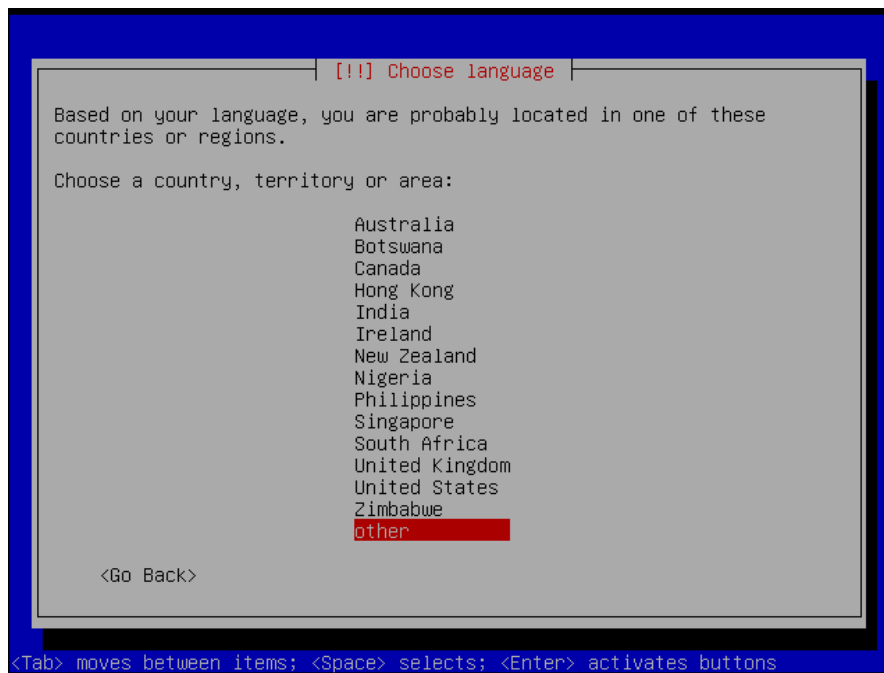 [!!] Choose language
Based on your language, you are probably located in one of these
countries or regions.
Choose a country, territory or area:
Australia
Botswana
Canada
Hong Kong
India
Ireland
New Zealand
Nigeria
Philippines
Singapore
South Africa
United Kingdom
United States
Zimbabwe
other
<Go Back>
<Tab> moves between items; <Space> selects; <Enter> activates buttons